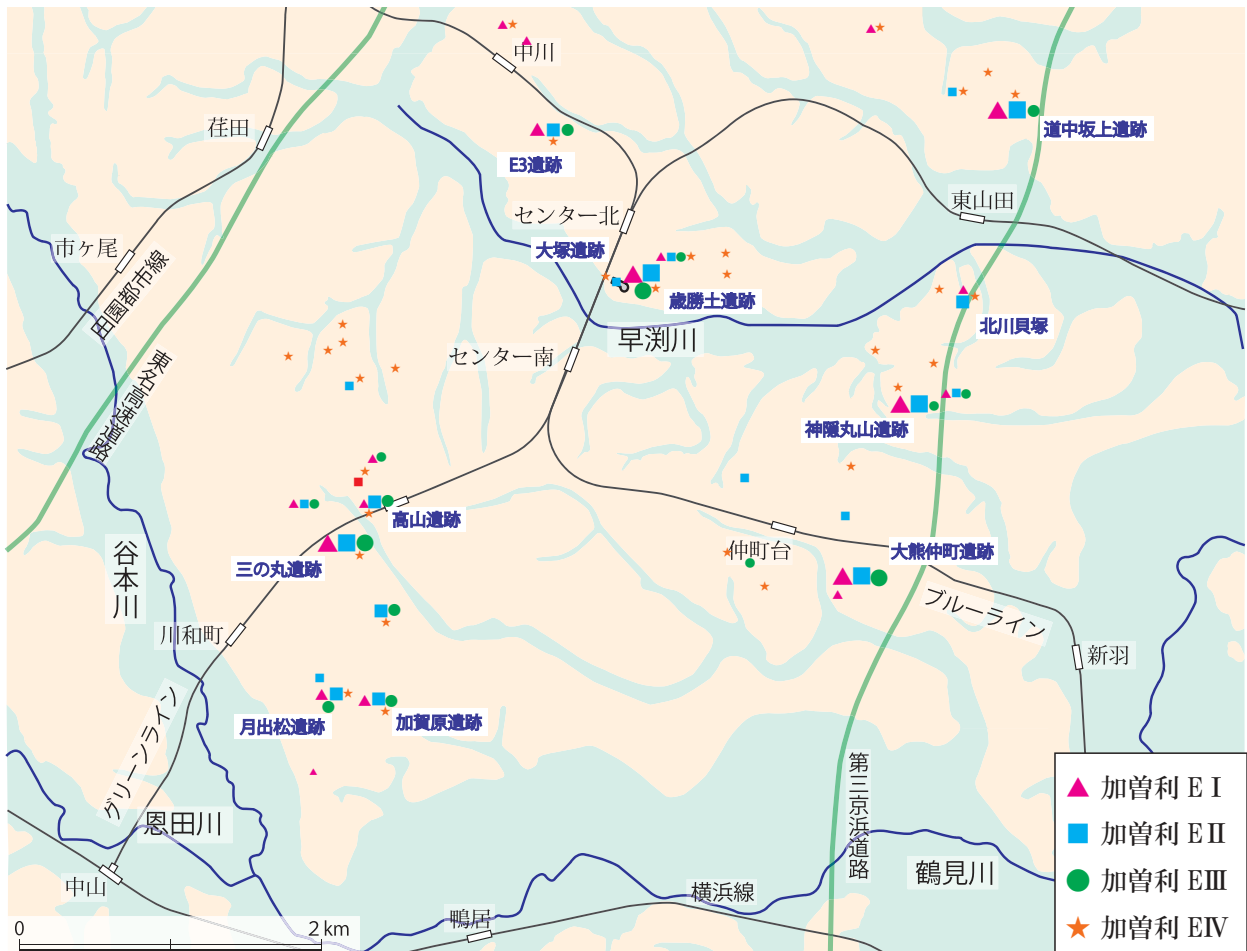 中川
荏田
道中坂上遺跡
E3遺跡
東山田
センター北
市ヶ尾
大塚遺跡
田園都市線
歳勝土遺跡
北川貝塚
早渕川
センター南
東名高速道路
神隠丸山遺跡
高山遺跡
三の丸遺跡
仲町台
大熊仲町遺跡
谷本川
ブルーライン
川和町
新羽
月出松遺跡
加賀原遺跡
グリーンライン
第三京浜道路
恩田川
鶴見川
中山
横浜線
鴨居
0 2 km
加曽利 E I
加曽利 E II
加曽利 E III
加曽利 E IV